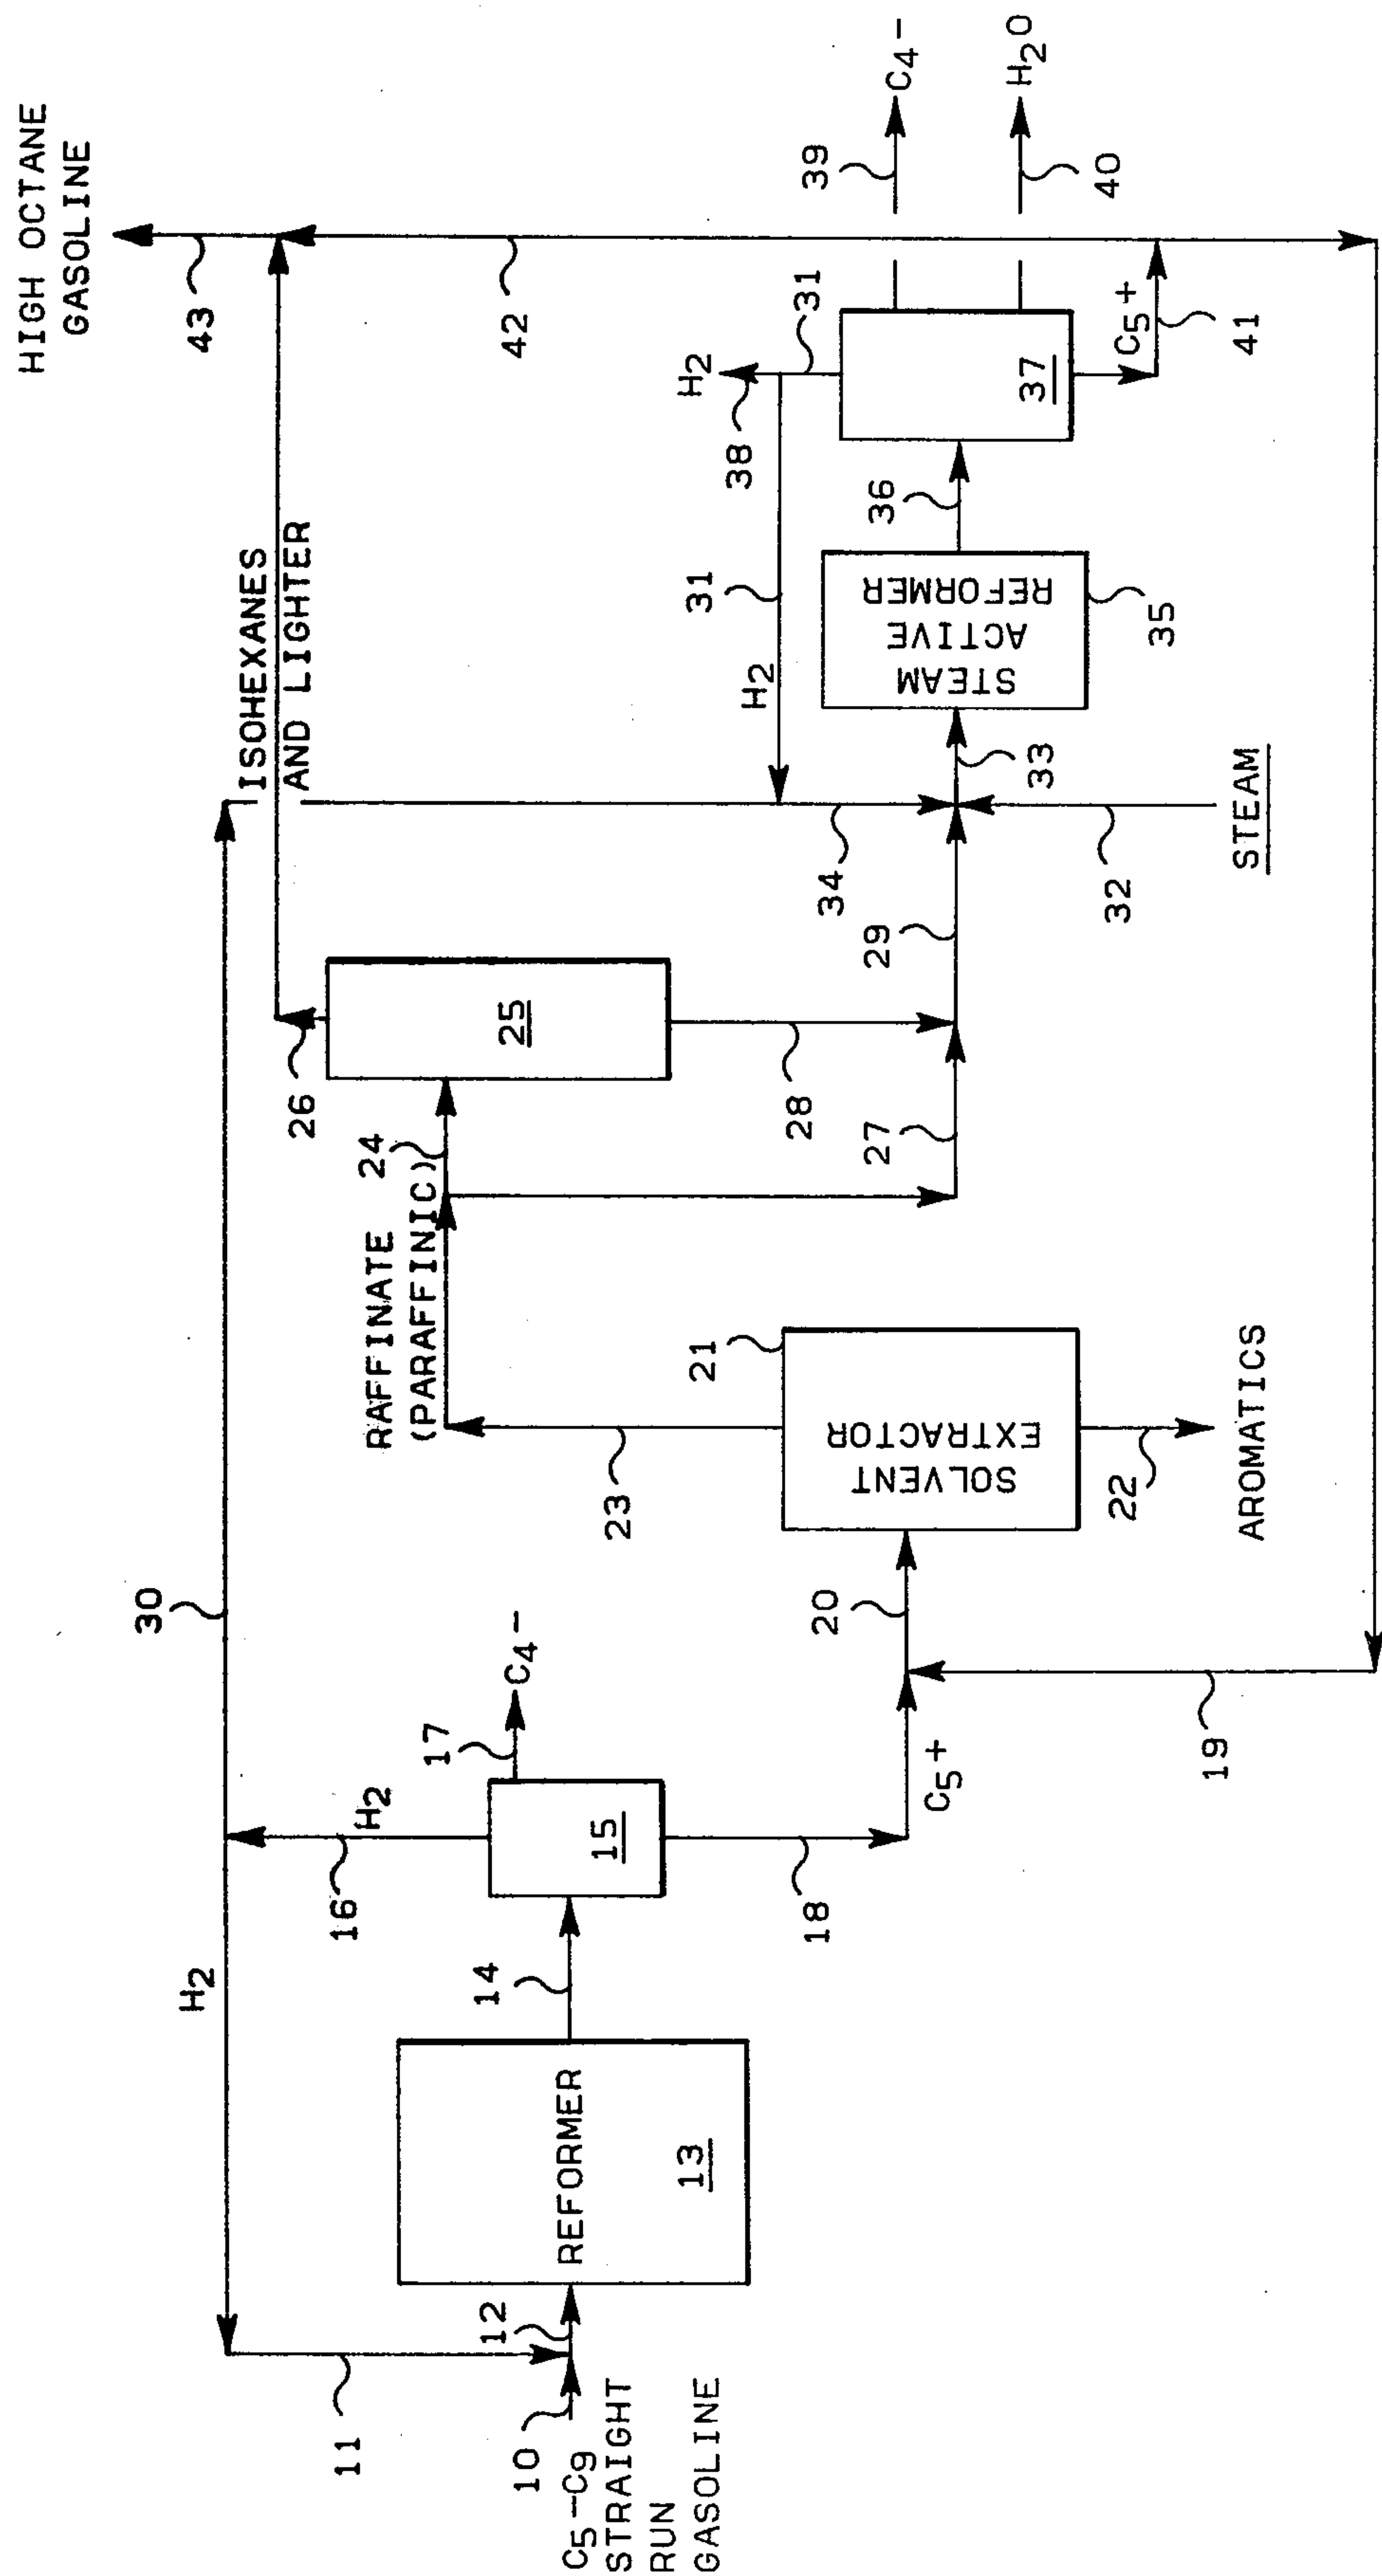 HIGH OCTANE
GASOLINE
43
42
ISOHEXANES
AND LIGHTER
30
H2
16
H2
11
10
C5-C9
STRAIGHT
RUN
GASOLINE
12
REFORMER
13
14
15
17
C4-
18
C5+
19
20
SOLVENT
EXTRACTOR
21
22
AROMATICS
23
RAFFINATE
(PARAFFINIC)
24
25
26
27
28
29
34
32
STEAM
33
H2
31
STEAM
ACTIVE
REFORMER
35
36
37
H2
38
31
39
C4-
40
H2O
C5+
41